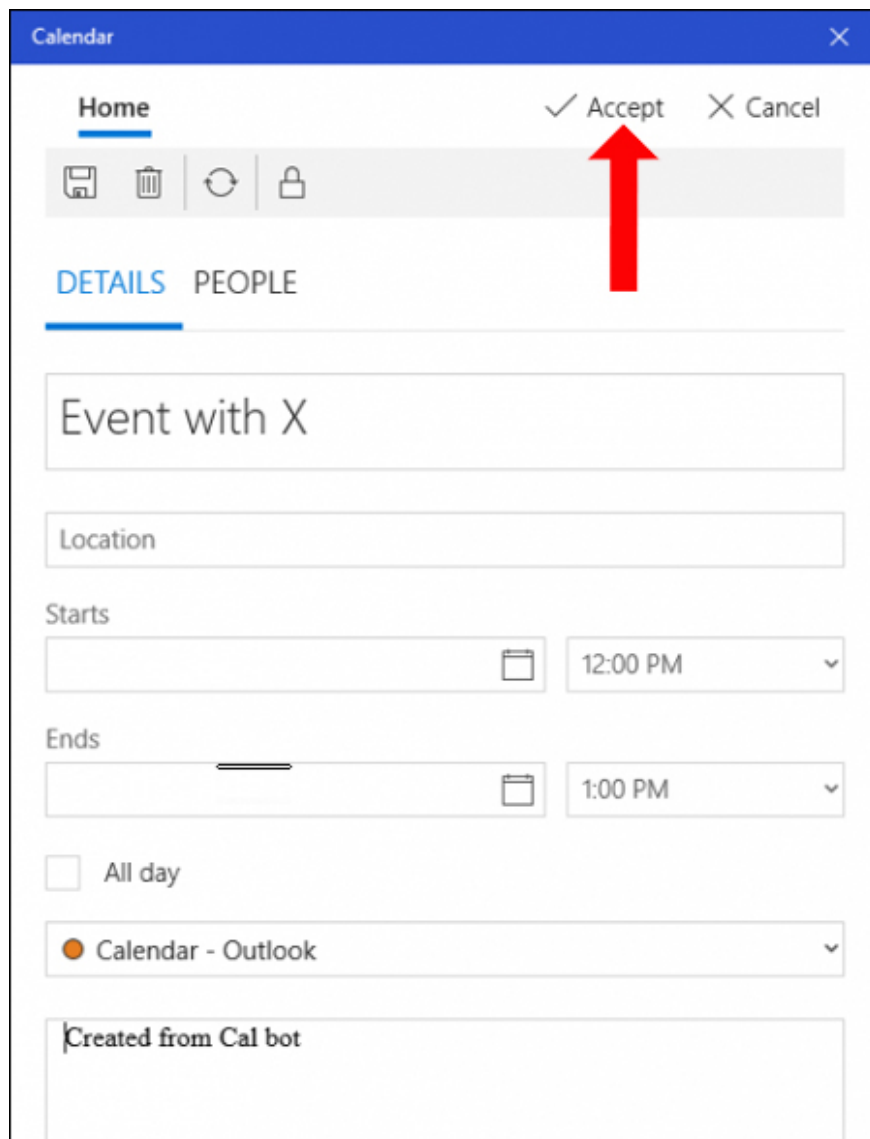 Calendar
Home Accept Cancel
DETAILS PEOPLE
Event with X
Location
Starts
12:00 PM
Ends
1:00 PM
All day
Calendar - Outlook
Created from Cal bot